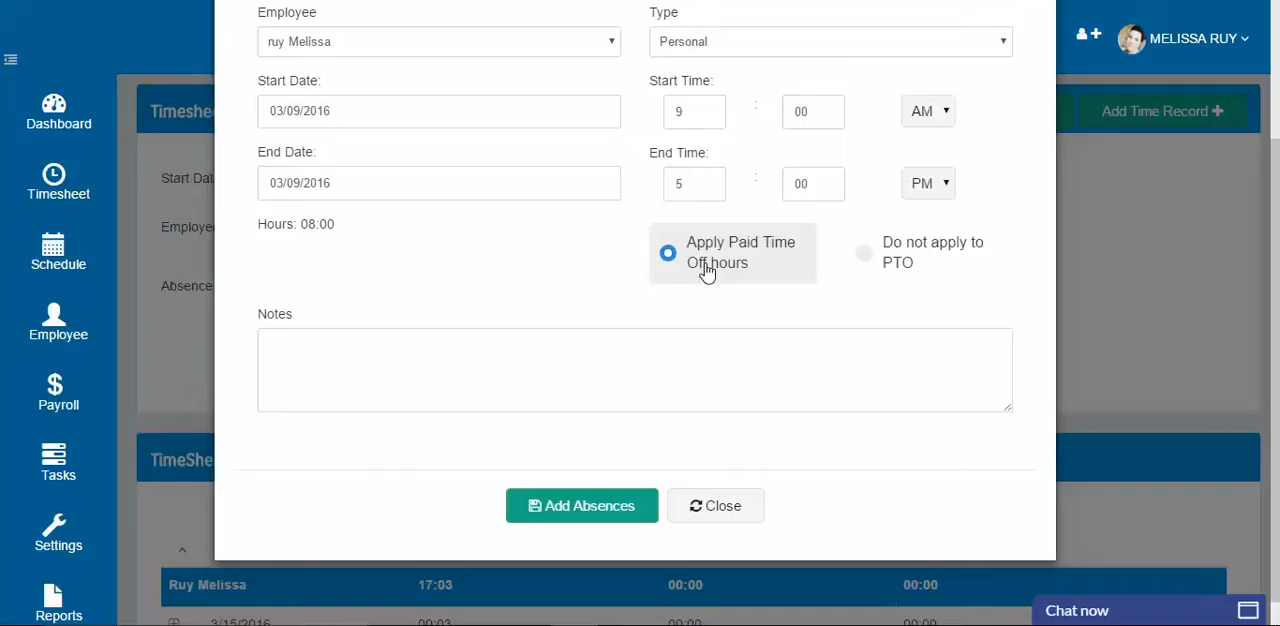 Employee
Type
ruy Melissa
Personal
MELISSA RUY
Start Date:
Start Time:
03/09/2016
9 : 00 AM
Timeshe
Add Time Record
Dashboard
End Date:
End Time:
03/09/2016
5 : 00 PM
Start Dat
Timesheet
Employee
Hours: 08:00
Apply Paid Time
Off hours
Do not apply to
PTO
Schedule
Absence
Notes
Employee
Payroll
TimeShe
Tasks
Add Absences
Close
Settings
Ruy Melissa 17:03 00:00 00:00
Reports
3/15/2016 09:03 00:00 00:00
Chat now